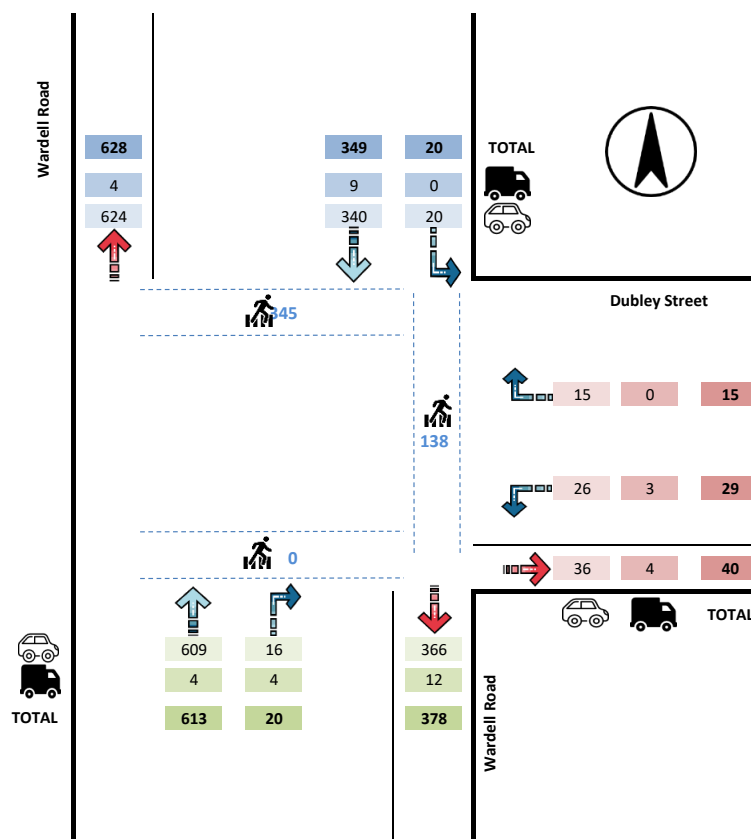 Wardell Road
628 349 20 TOTAL
4 9 0
624 340 20
345
Dubley Street
15 0 15
138
26 3 29
0
36 4 40
609 16 366
4 4 12
TOTAL 613 20 378
TOTAL
Wardell Road